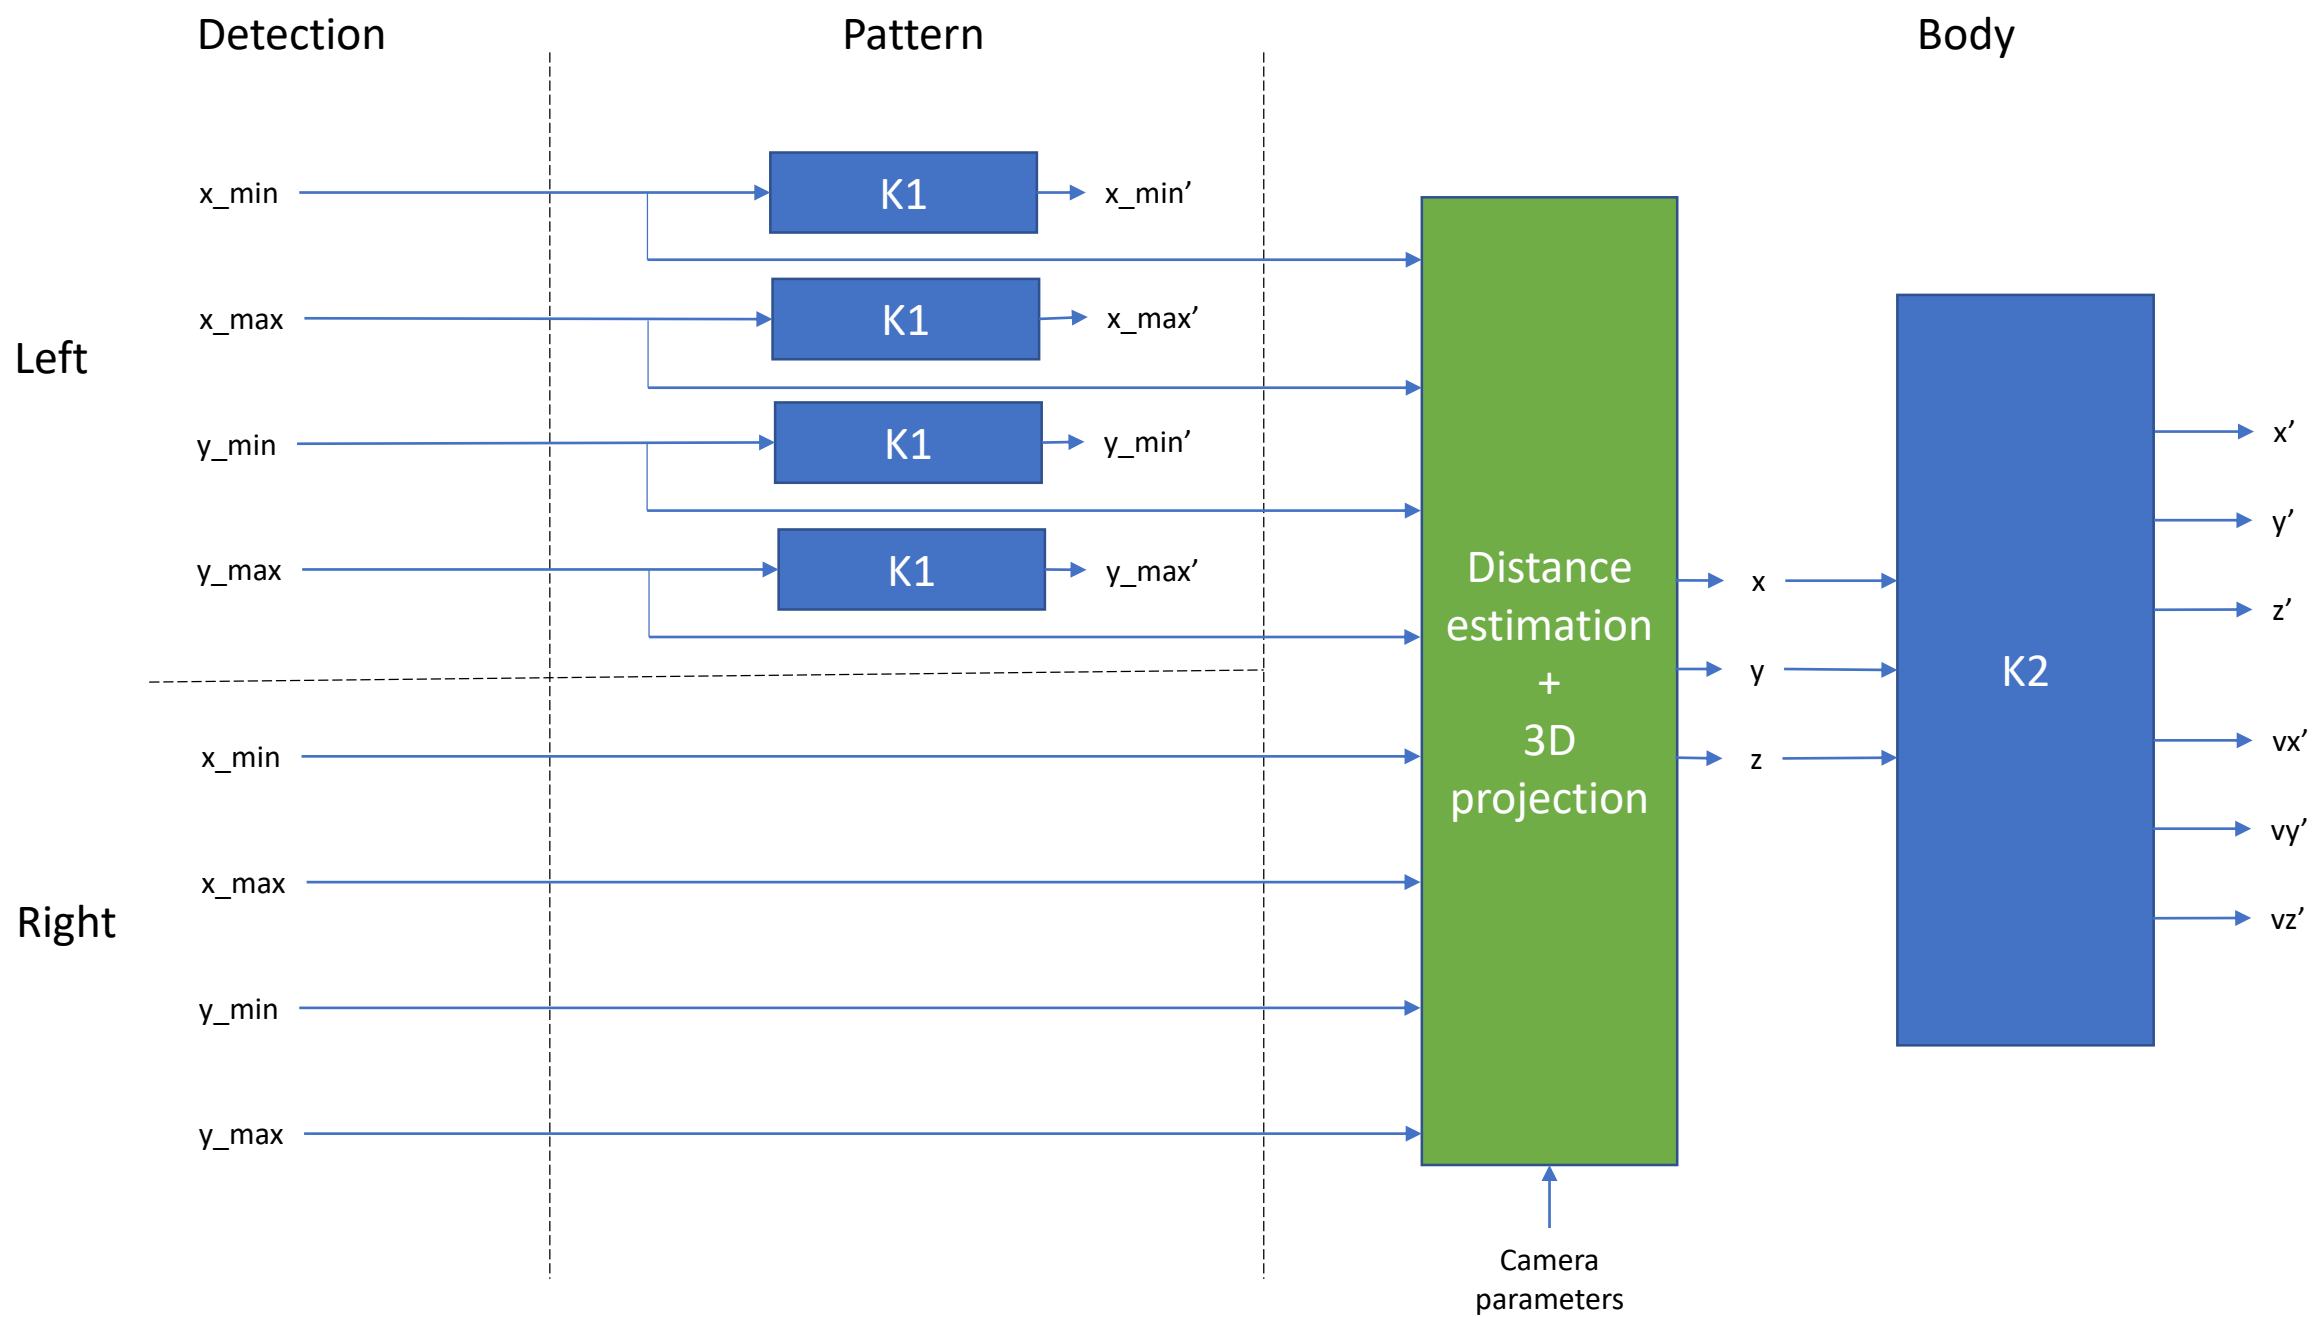 Detection
Pattern
Body
Left
x_min
K1
x_min’
x_max
K1
x_max’
y_min
K1
y_min’
y_max
K1
y_max’
Right
x_min
x_max
y_min
y_max
Distance
estimation
+
3D
projection
Camera
parameters
x
y
z
K2
x’
y’
z’
vx’
vy’
vz’